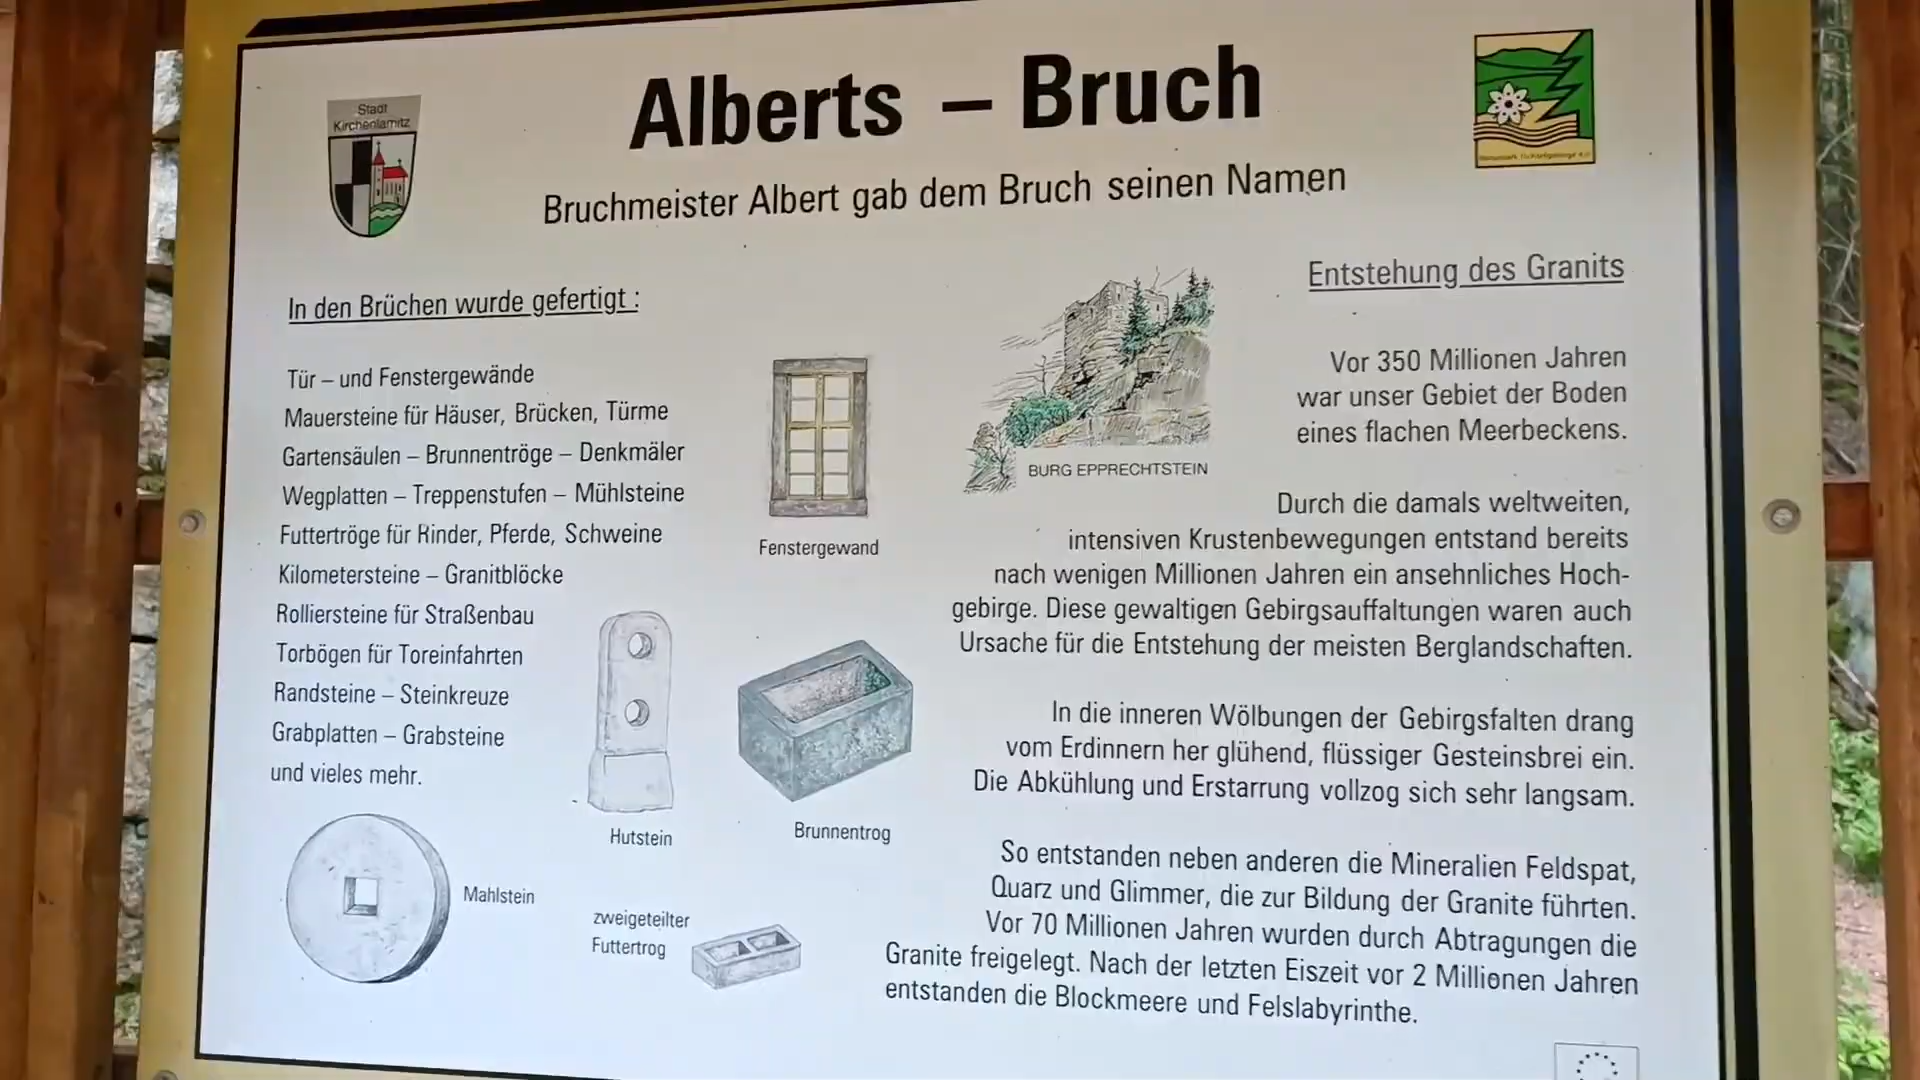 Stadt
Kirchenlamitz
Alberts – Bruch
Bruchmeister Albert gab dem Bruch seinen Namen
In den Brüchen wurde gefertigt :
Tür – und Fenstergewände
Mauersteine für Häuser, Brücken, Türme
Gartensäulen – Brunnentröge – Denkmäler
Wegplatten – Treppenstufen – Mühlsteine
Futtertröge für Rinder, Pferde, Schweine
Kilometersteine – Granitblöcke
Rolliersteine für Straßenbau
Torbögen für Toreinfahrten
Randsteine – Steinkreuze
Grabplatten – Grabsteine
und vieles mehr.
Fenstergewand
Hutstein
Brunnentrog
Mahlstein
zweigeteilter
Futtertrog
BURG EPPRECHTSTEIN
Entstehung des Granits
Vor 350 Millionen Jahren
war unser Gebiet der Boden
eines flachen Meerbeckens.
Durch die damals weltweiten,
intensiven Krustenbewegungen entstand bereits
nach wenigen Millionen Jahren ein ansehnliches Hoch-
gebirge. Diese gewaltigen Gebirgsauffaltungen waren auch
Ursache für die Entstehung der meisten Berglandschaften.
In die inneren Wölbungen der Gebirgsfalten drang
vom Erdinnern her glühend, flüssiger Gesteinsbrei ein.
Die Abkühlung und Erstarrung vollzog sich sehr langsam.
So entstanden neben anderen die Mineralien Feldspat,
Quarz und Glimmer, die zur Bildung der Granite führten.
Vor 70 Millionen Jahren wurden durch Abtragungen die
Granite freigelegt. Nach der letzten Eiszeit vor 2 Millionen Jahren
entstanden die Blockmeere und Felslabyrinthe.